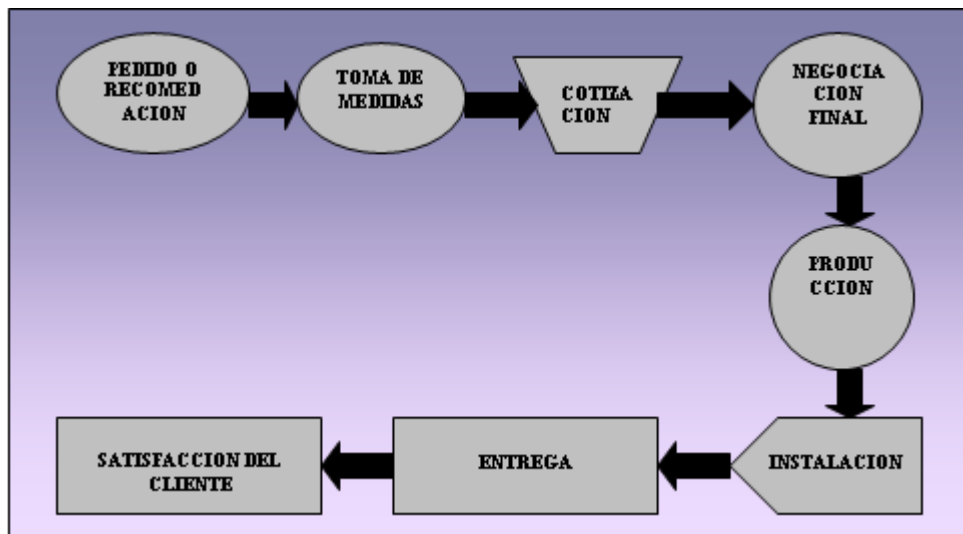 PEDIDO O
RECOMED
ACION
TOMA DE
MEDIDAS
COTIZA
CION
NEGOCIA
CION
FINAL
PRODU
CCION
INSTALACION
ENTREGA
SATISFACCION DEL
CLIENTE